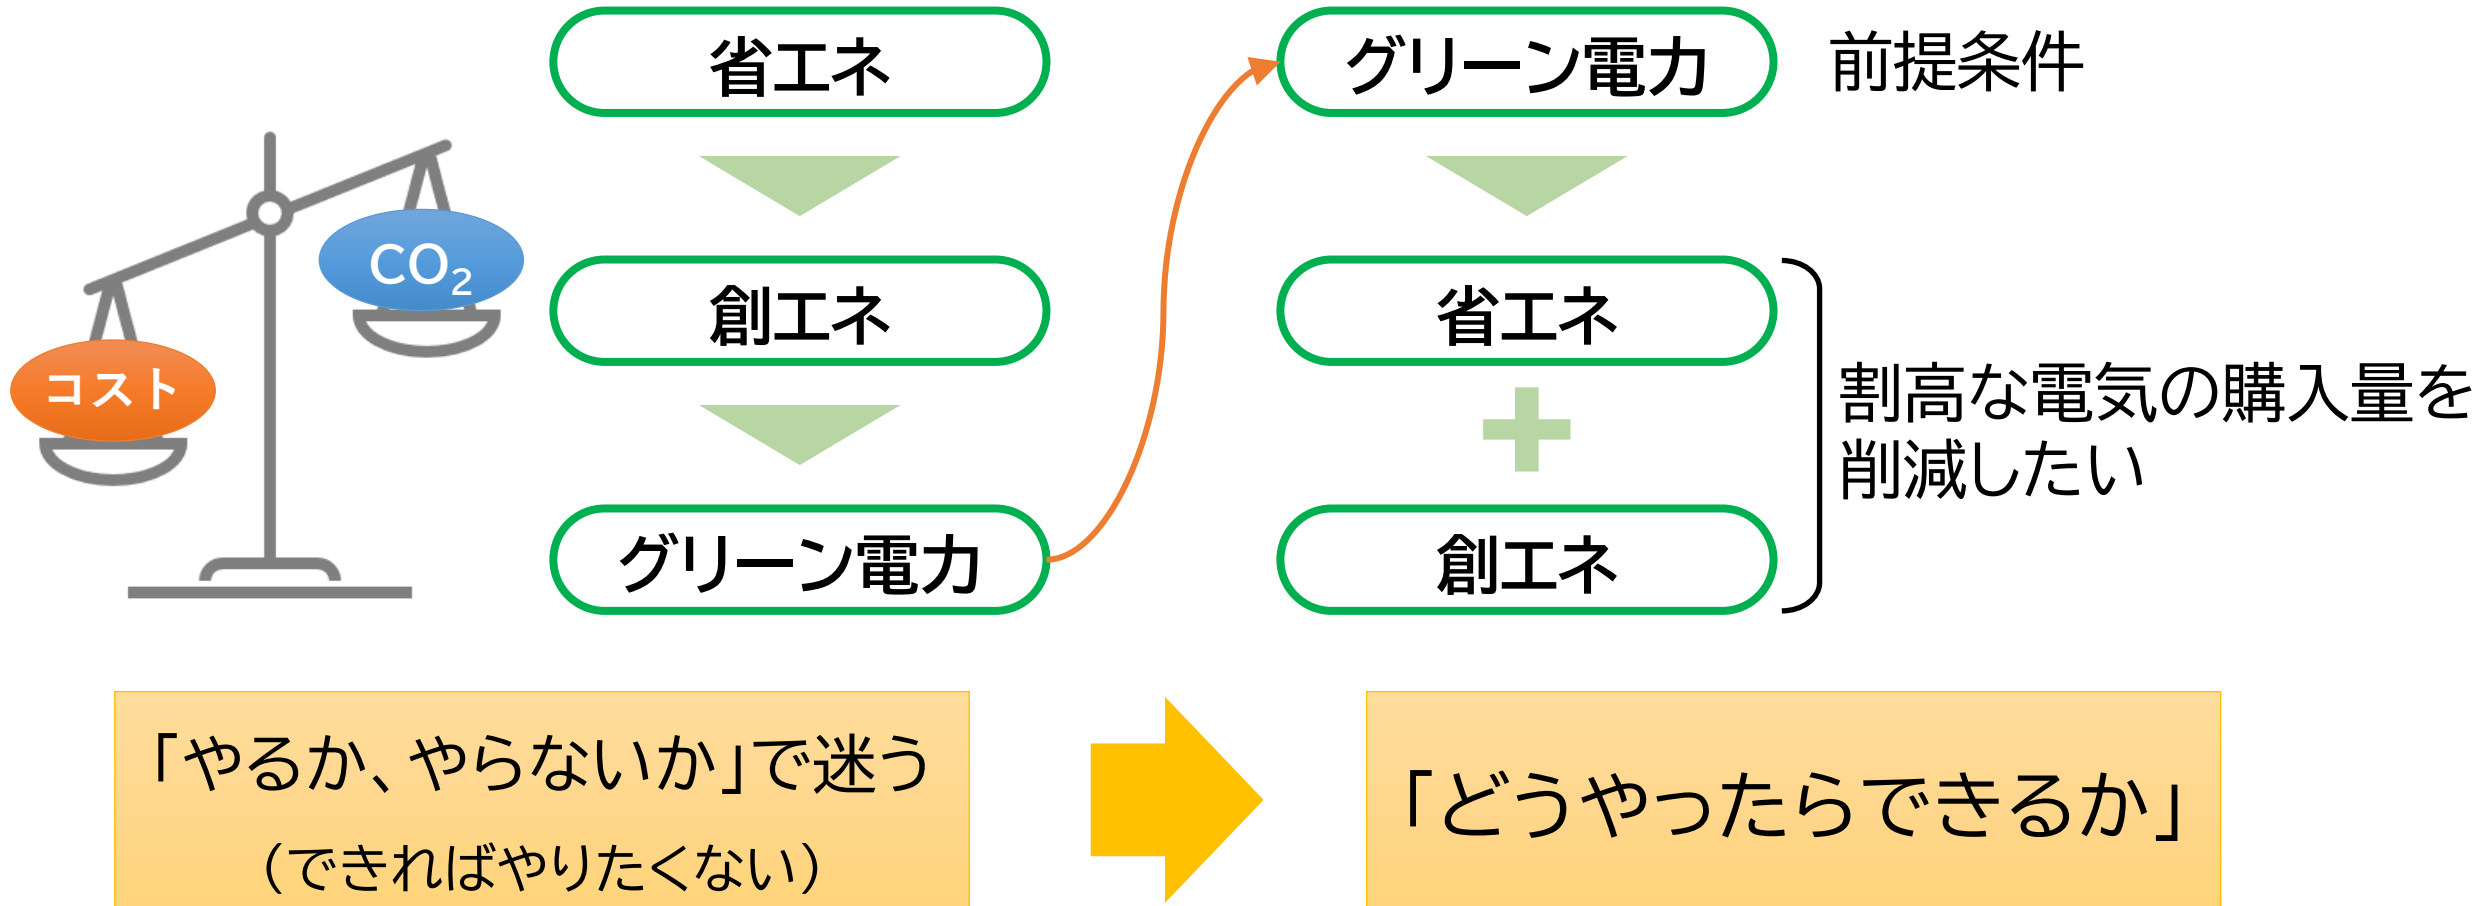 コスト
CO₂
省エネ
創エネ
グリーン電力
グリーン電力
前提条件
省エネ
創エネ
割高な電気の購入量を
削減したい
「やるか、やらないか」で迷う
（できればやりたくない）
「どうやったらできるか」